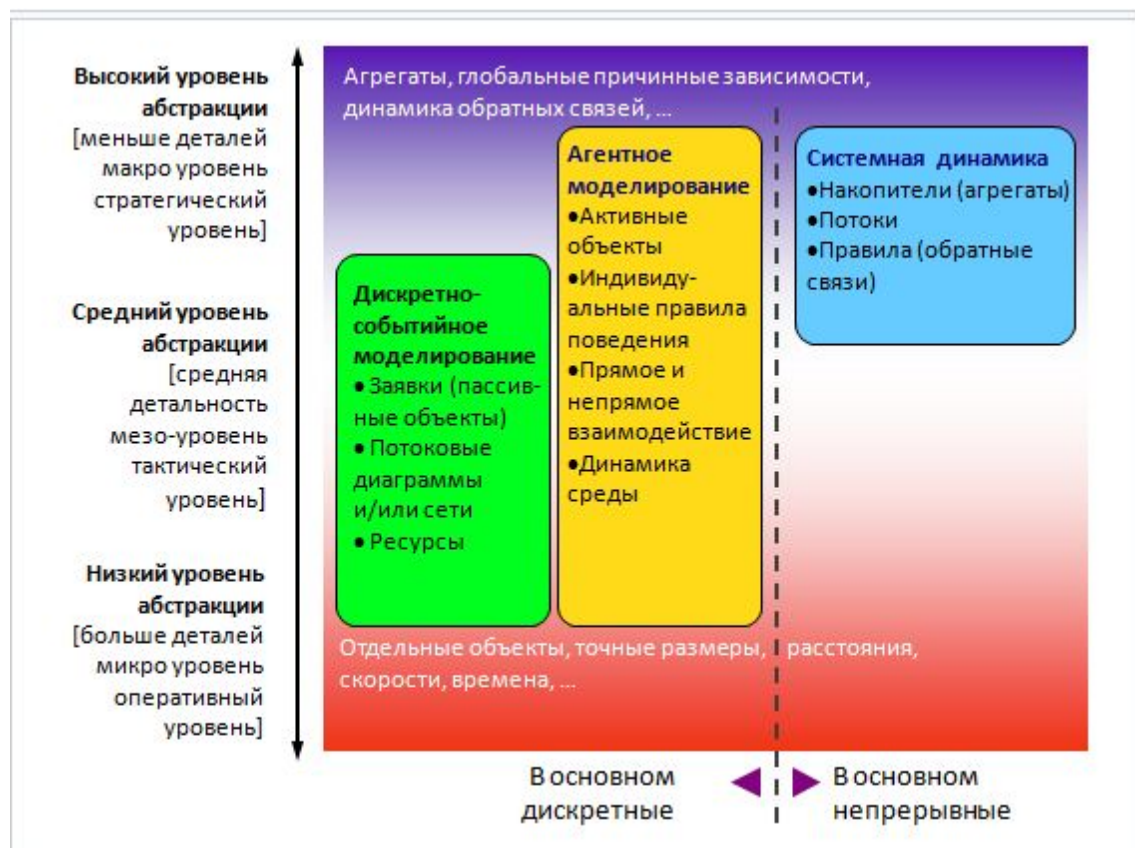 Высокий уровень
абстракции
[меньше деталей
макро уровень
стратегический
уровень]
Средний уровень
абстракции
[средняя
детальность
мезо-уровень
тактический
уровень]
Низкий уровень
абстракции
[больше деталей
микро уровень
оперативный
уровень]
Агрегаты, глобальные причинные зависимости,
динамика обратных связей, ...
Дискретно-
событийное
моделирование
● Заявки (пассив-
ные объекты)
● Потоковые
диаграммы
и/или сети
● Ресурсы
Агентное
моделирование
●Активные
объекты
●Индивиду-
альные правила
поведения
●Прямое и
непрямое
взаимодействие
●Динамика
среды
Системная динамика
●Накопители (агрегаты)
●Потоки
●Правила (обратные
связи)
Отдельные объекты, точные размеры, расстояния,
скорости, времена, ...
В основном
дискретные
В основном
непрерывные